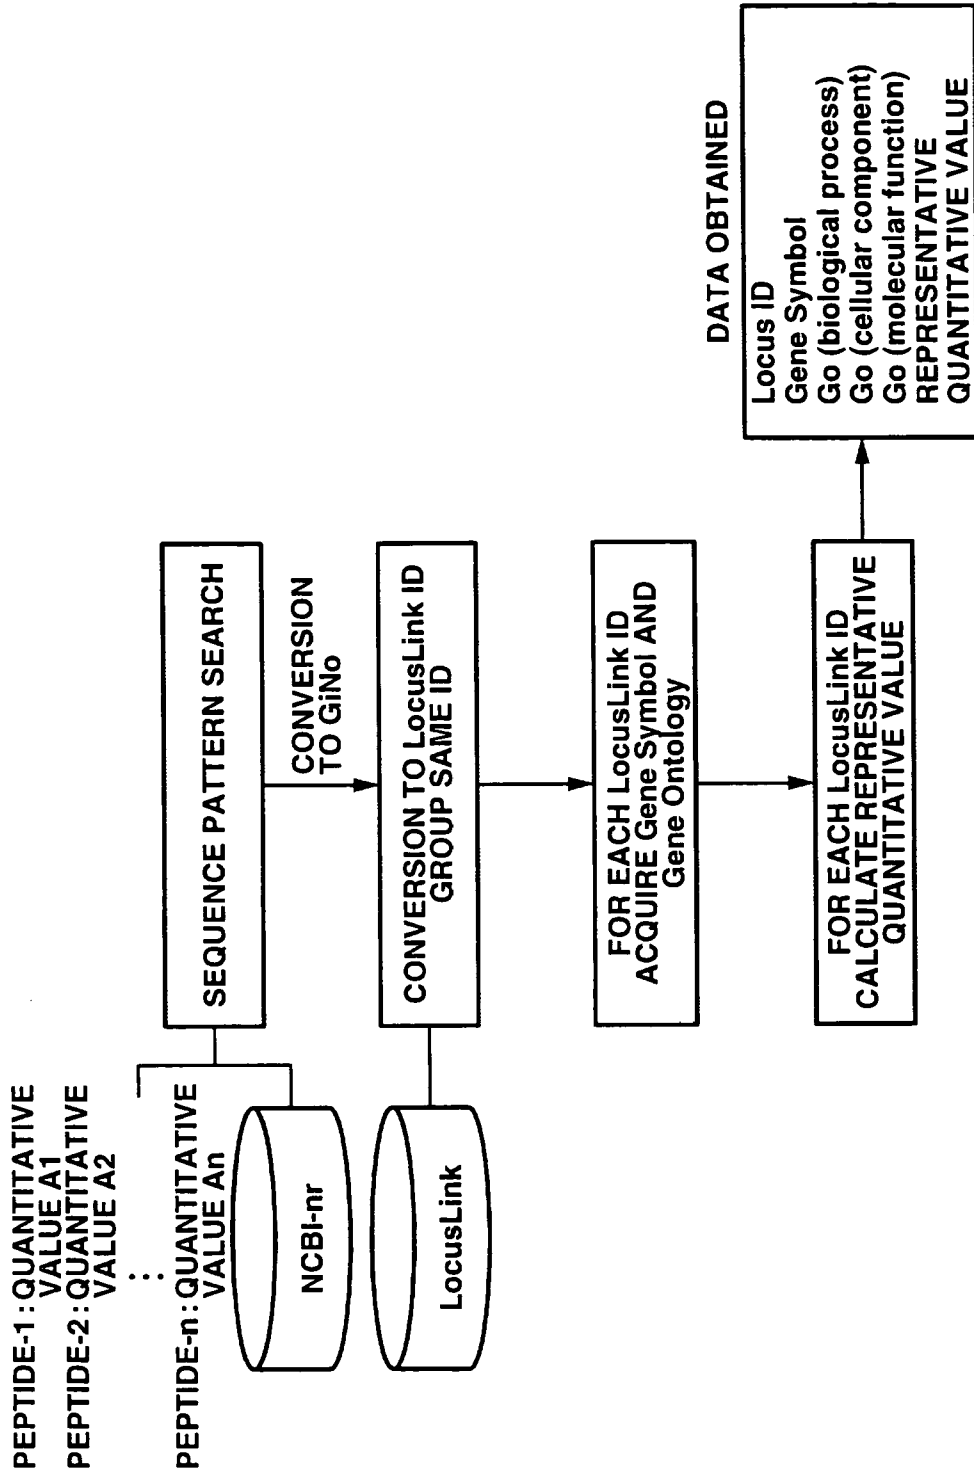 PEPTIDE-1 : QUANTITATIVE
VALUE A1
PEPTIDE-2 : QUANTITATIVE
VALUE A2
⋮
PEPTIDE-n : QUANTITATIVE
VALUE An
NCBI-nr
SEQUENCE PATTERN SEARCH
CONVERSION
TO GiNo
LocusLink
CONVERSION TO LocusLink ID
GROUP SAME ID
FOR EACH LocusLink ID
ACQUIRE Gene Symbol AND
Gene Ontology
FOR EACH LocusLink ID
CALCULATE REPRESENTATIVE
QUANTITATIVE VALUE
DATA OBTAINED
Locus ID
Gene Symbol
Go (biological process)
Go (cellular component)
Go (molecular function)
REPRESENTATIVE
QUANTITATIVE VALUE